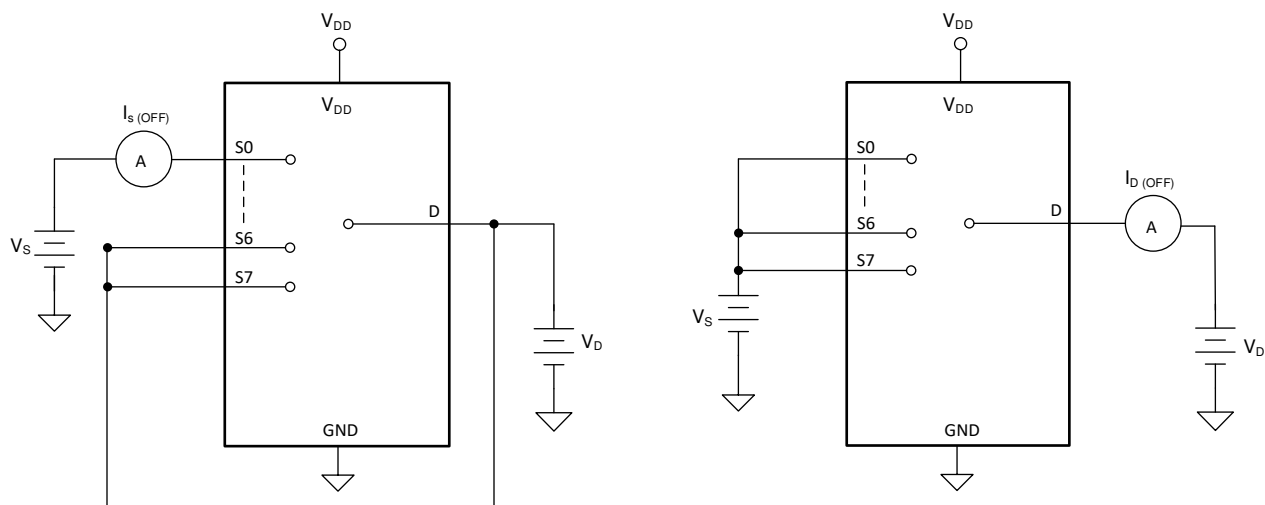 VDD
VDD
Is (OFF)
A
S0
D
S6
VS
S7
VD
GND
VDD
VDD
S0
ID (OFF)
D
A
S6
S7
VS
VD
GND